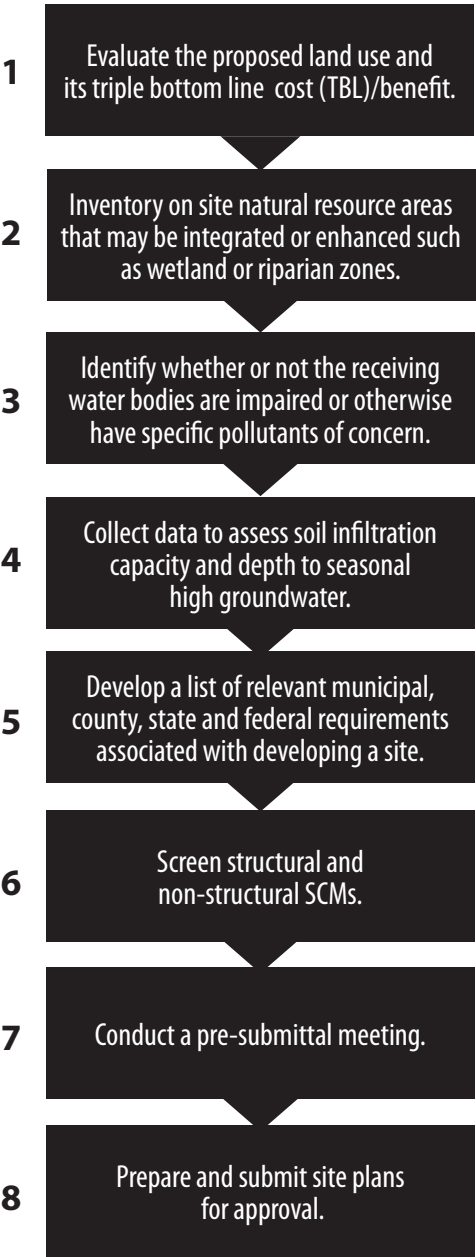 1
Evaluate the proposed land use and
its triple bottom line cost (TBL)/benefit.
2
Inventory on site natural resource areas
that may be integrated or enhanced such
as wetland or riparian zones.
3
Identify whether or not the receiving
water bodies are impaired or otherwise
have specific pollutants of concern.
4
Collect data to assess soil infiltration
capacity and depth to seasonal
high groundwater.
5
Develop a list of relevant municipal,
county, state and federal requirements
associated with developing a site.
6
Screen structural and
non-structural SCMs.
7
Conduct a pre-submittal meeting.
8
Prepare and submit site plans
for approval.